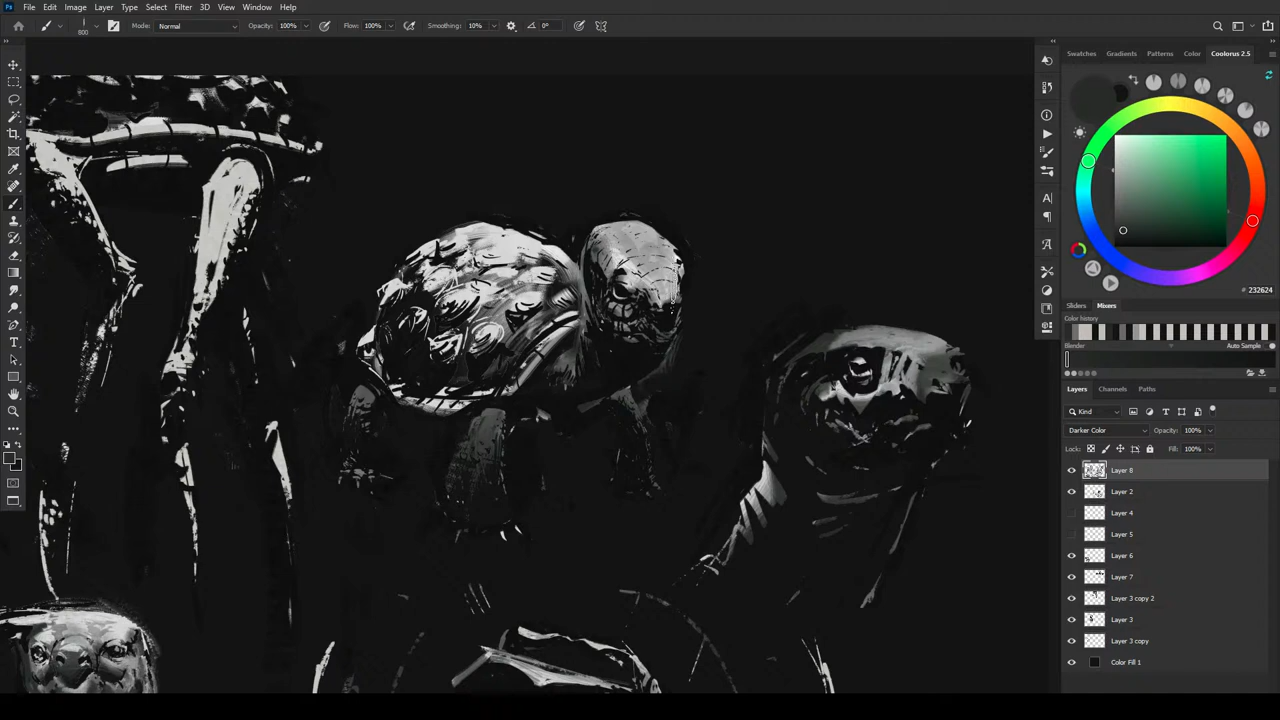 Ps File Edit Image Layer Type Select Filter 3D View Window Help
800 Mode: Normal Opacity: 100% Flow: 100% Smoothing: 10% 0°
Swatches Gradients Patterns Color Coolorus 2.5
# 232624
Sliders Mixers
Color history
Blender Auto Sample
Layers Channels Paths
Kind
Darker Color Opacity: 100%
Lock: Fill: 100%
Layer 8
Layer 2
Layer 4
Layer 5
Layer 6
Layer 7
Layer 3 copy 2
Layer 3
Layer 3 copy
Color Fill 1